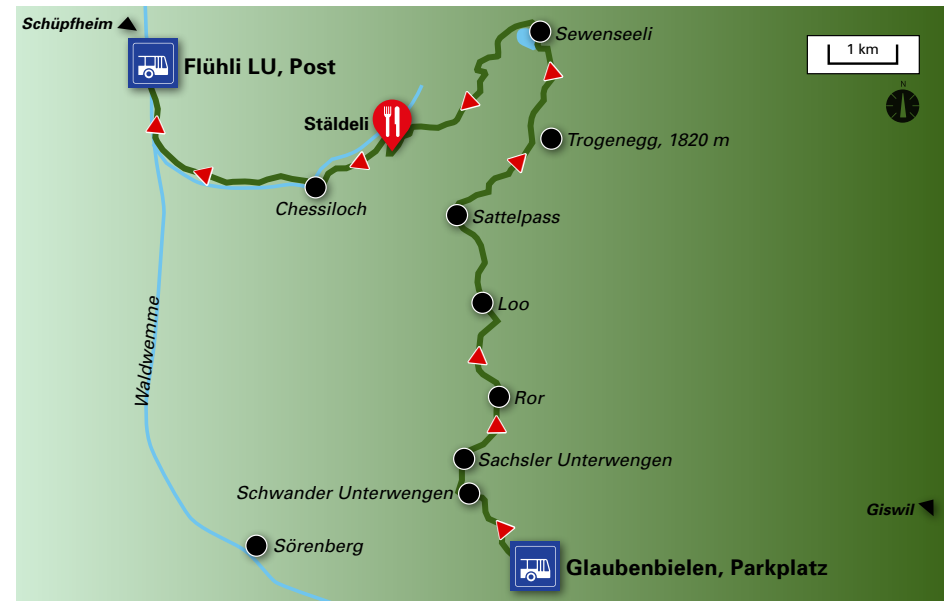 Schüpfheim
Flühli LU, Post
Sewenseeli
1 km
N
Stäldeli
Trogenegg, 1820 m
Chessiloch
Sattelpass
Loo
Waldwemme
Ror
Sachsler Unterwengen
Schwander Unterwengen
Giswil
Sörenberg
Glaubenbielen, Parkplatz